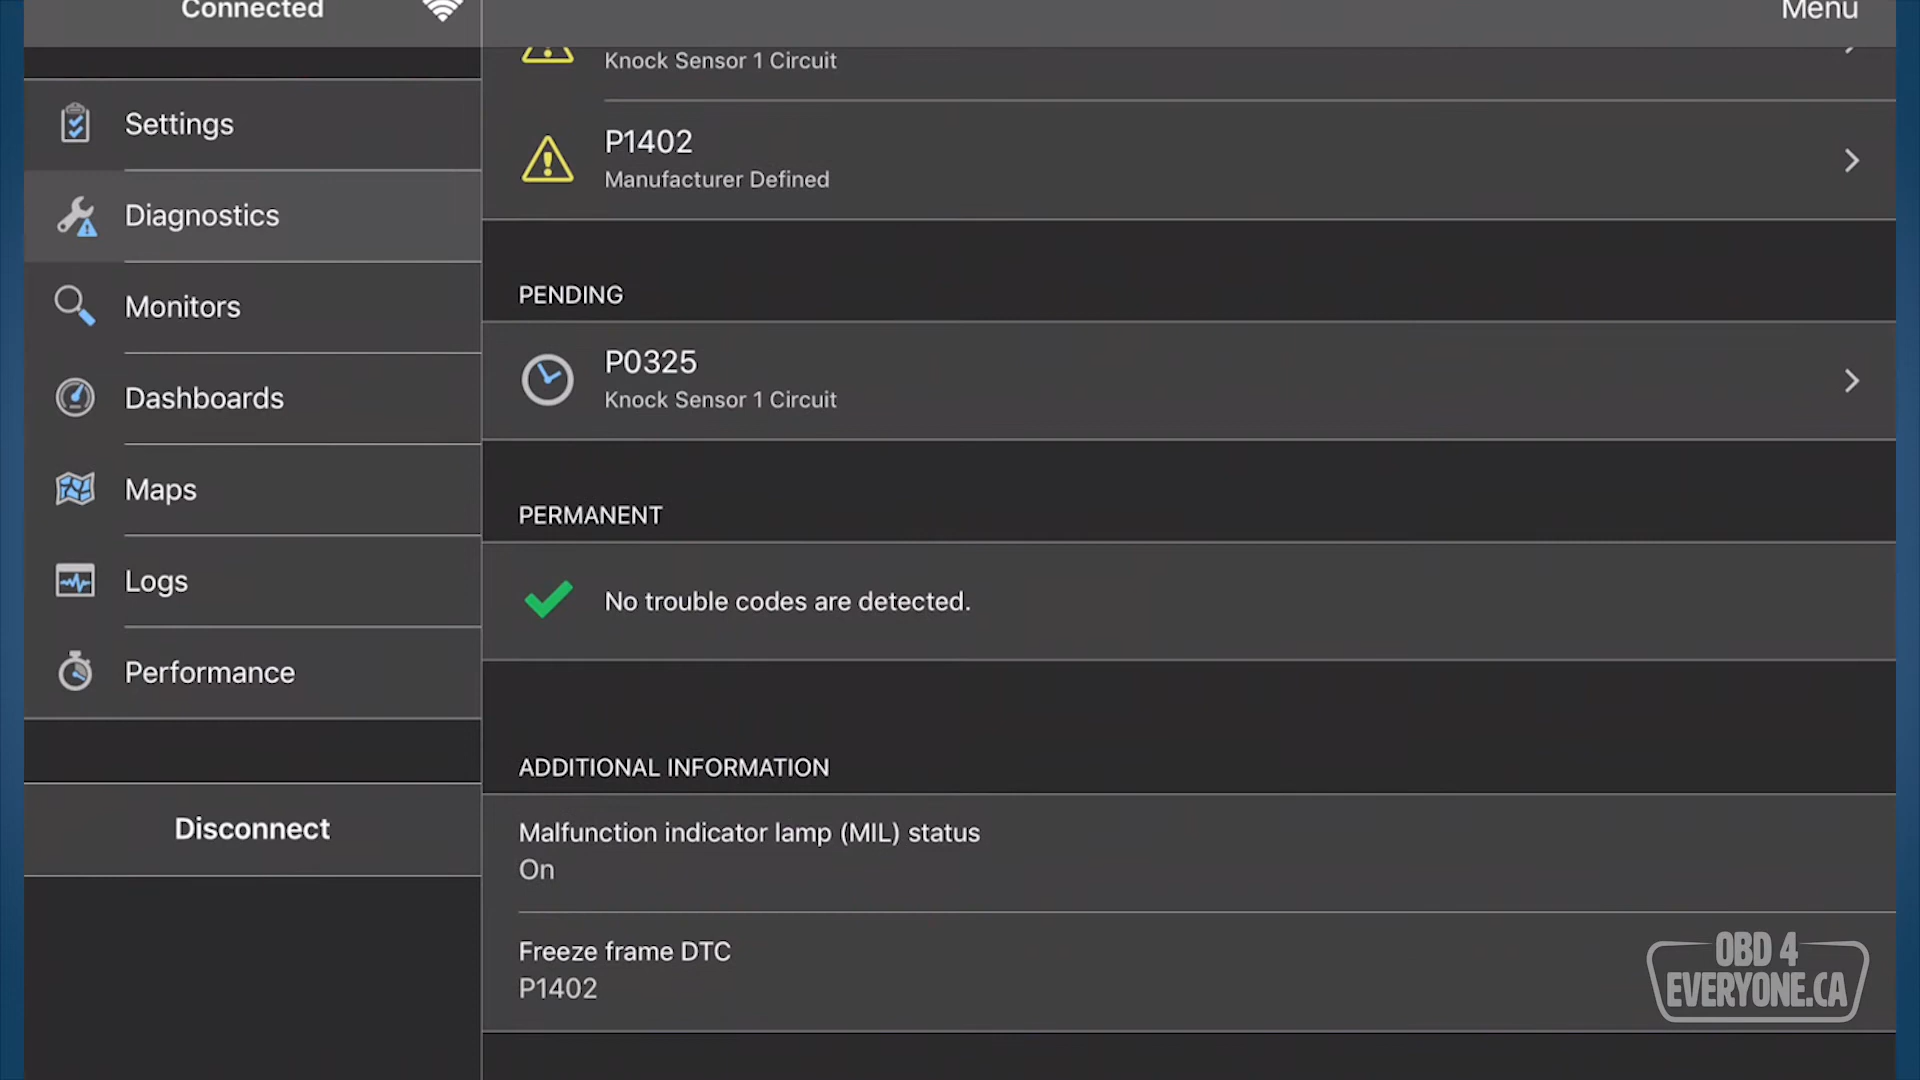 Connected
Menu
Settings
Diagnostics
Monitors
Dashboards
Maps
Logs
Performance
Disconnect
Knock Sensor 1 Circuit
P1402
Manufacturer Defined
PENDING
P0325
Knock Sensor 1 Circuit
PERMANENT
No trouble codes are detected.
ADDITIONAL INFORMATION
Malfunction indicator lamp (MIL) status
On
Freeze frame DTC
P1402
OBD 4
EVERYONE.CA